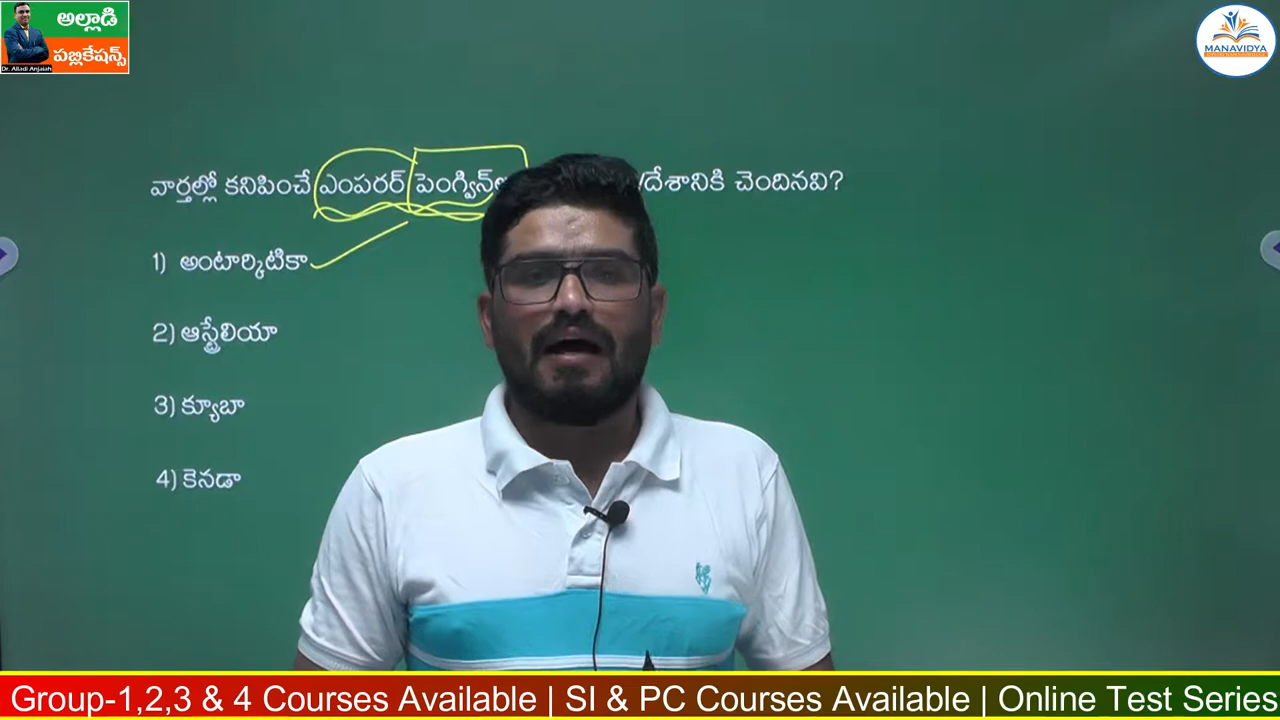 అల్లాడి
పబ్లికేషన్స్
Dr. Alladi Anjaiah
MANAVIDYA
వార్తల్లో కనిపించే ఎంపరర్ పెంగ్విన్‌ల /దేశానికి చెందినవి?
1) అంటార్కిటికా
2) ఆస్ట్రేలియా
3) క్యూబా
4) కెనడా
Group-1,2,3 & 4 Courses Available | SI & PC Courses Available | Online Test Series